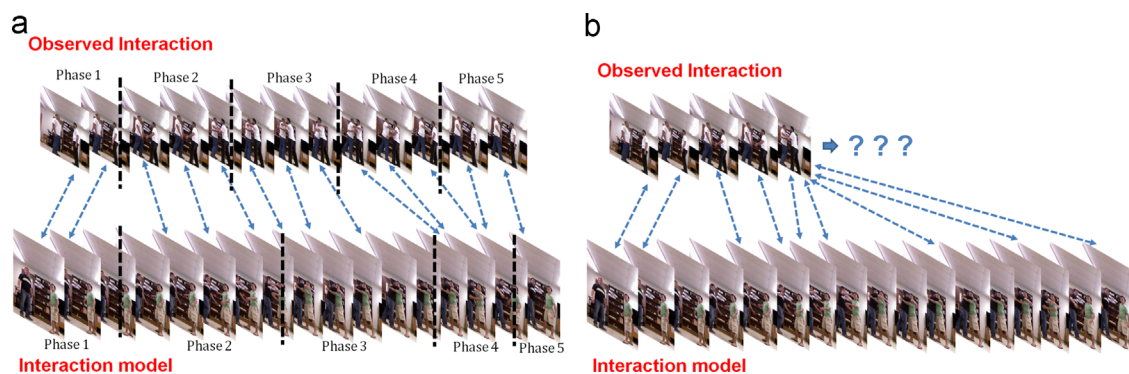 a
Observed Interaction
Phase 1 Phase 2 Phase 3 Phase 4 Phase 5
Phase 1 Phase 2 Phase 3 Phase 4 Phase 5
Interaction model
b
Observed Interaction
? ? ?
Interaction model